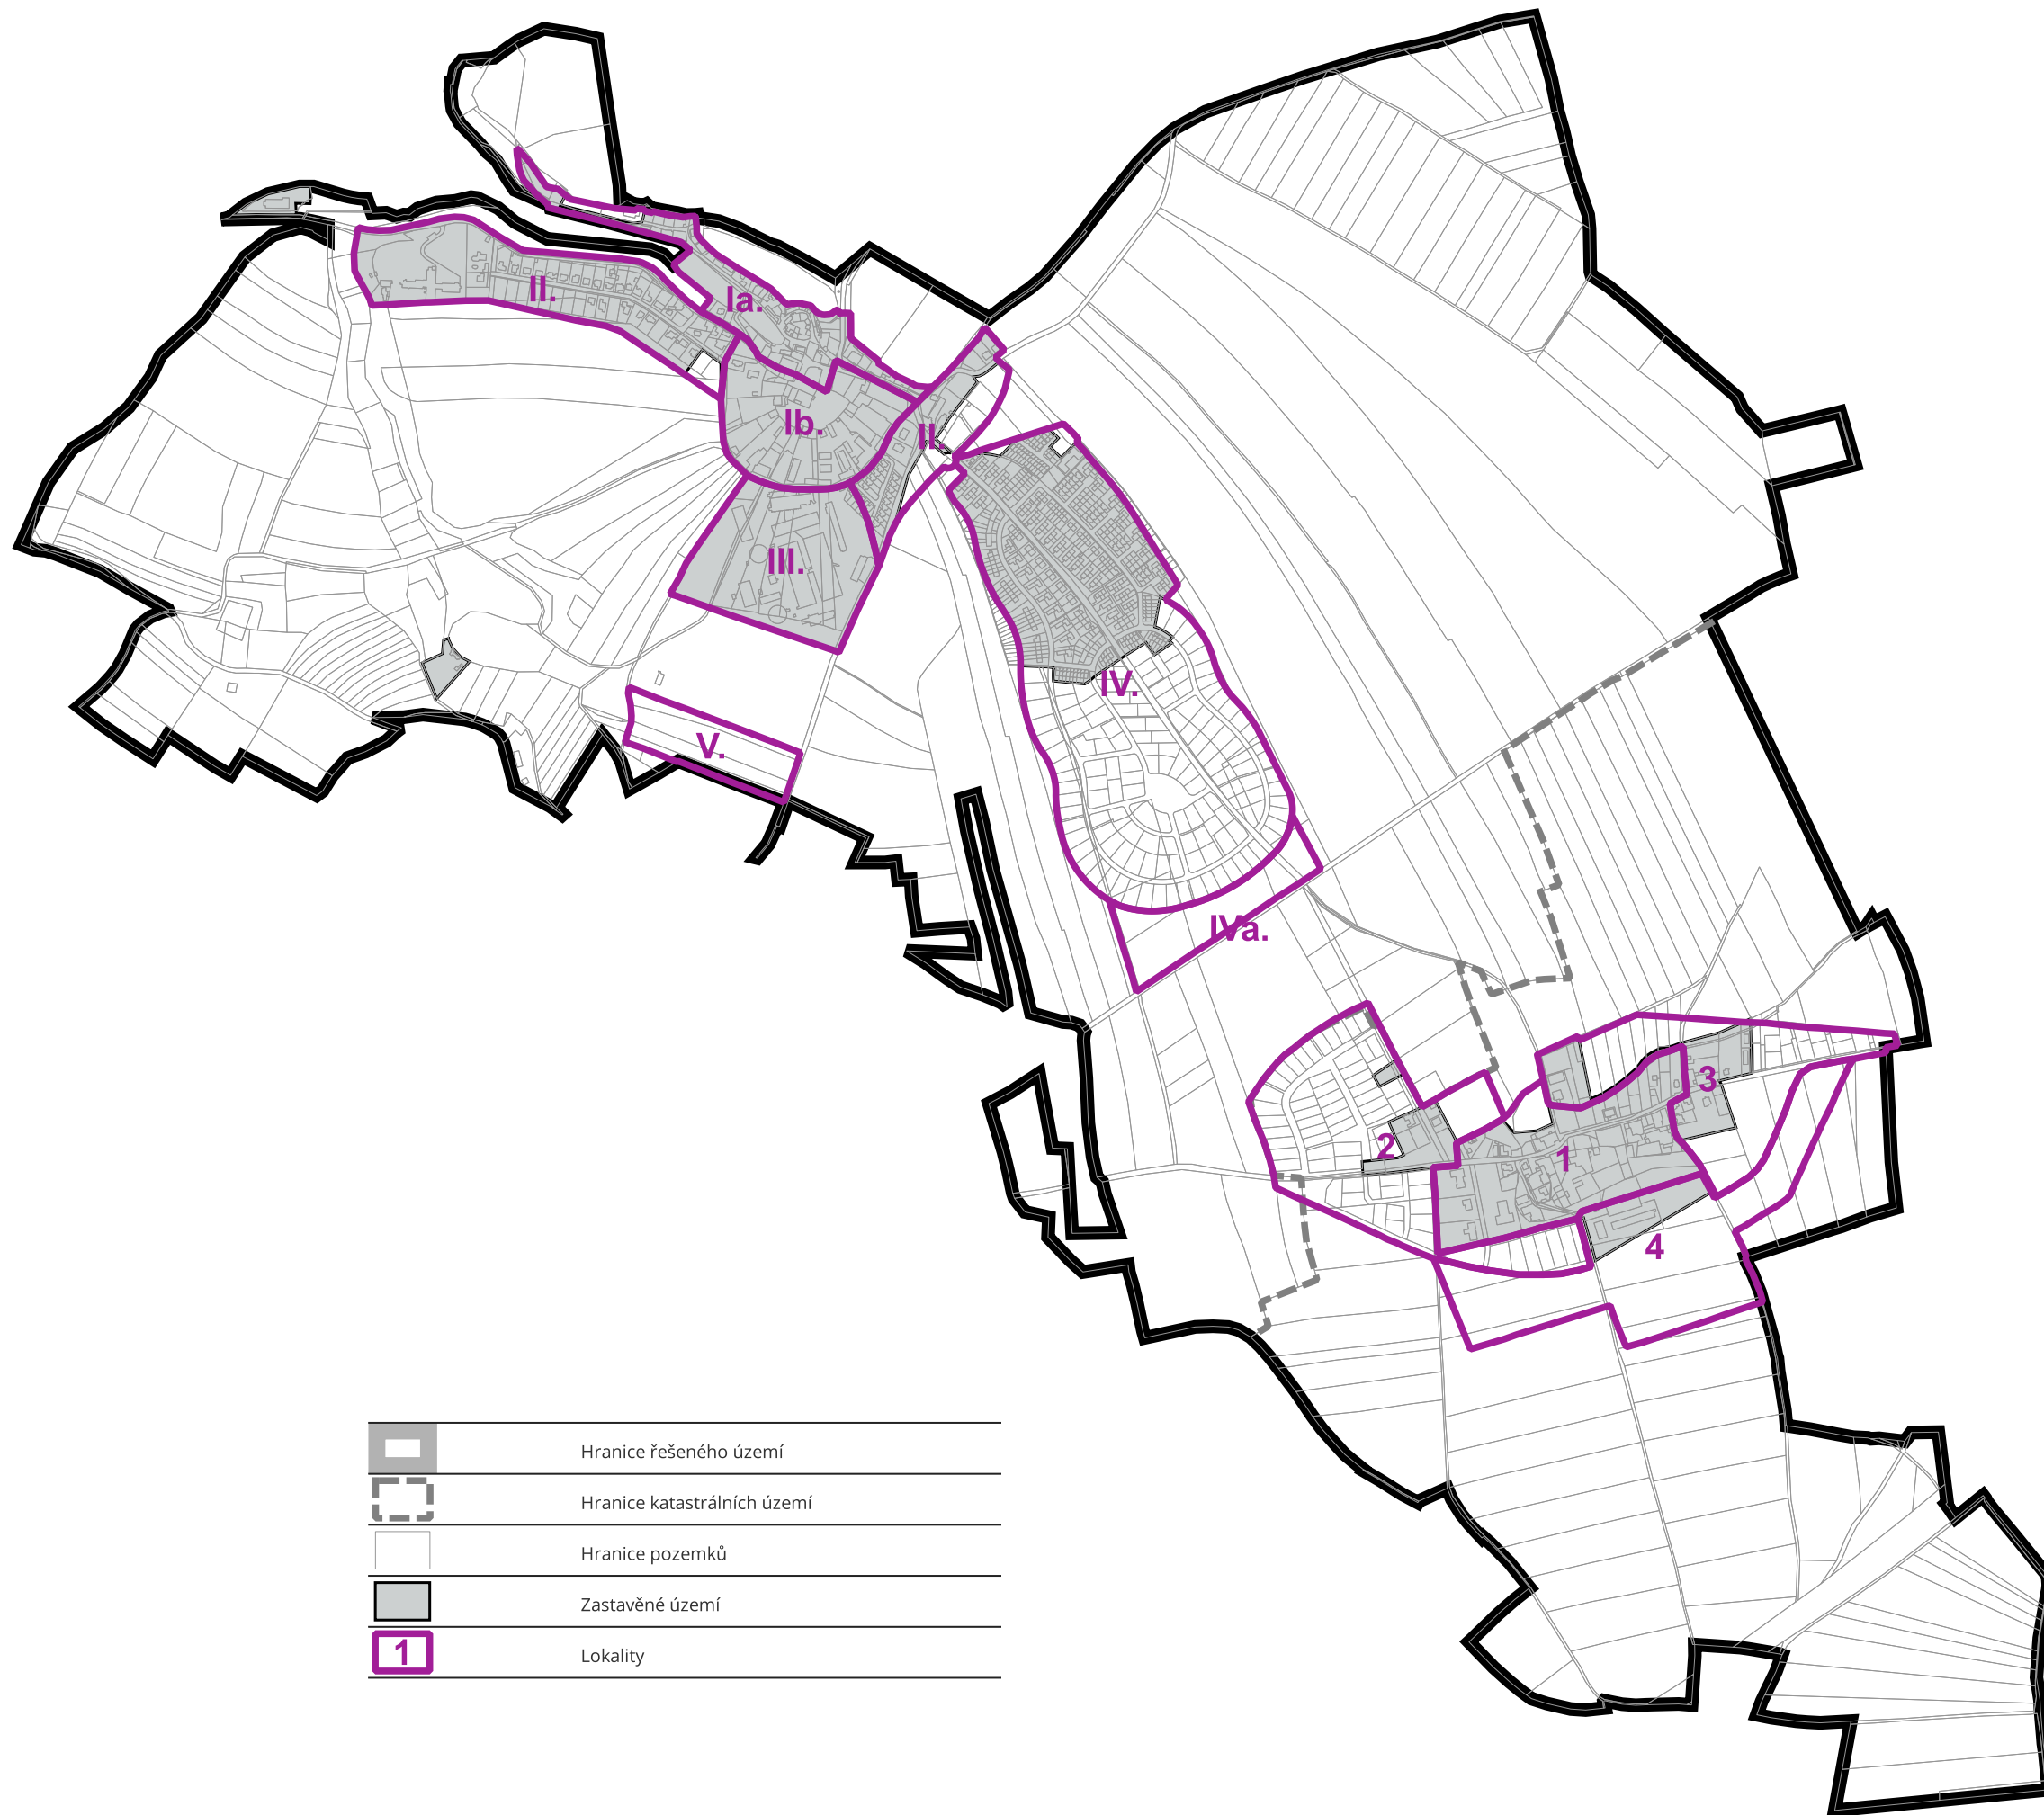 II.
Ia.
Ib.
II.
III.
IV.
V.
IVa.
3
2
1
4
Hranice řešeného území
Hranice katastrálních území
Hranice pozemků
Zastavěné území
1
Lokality